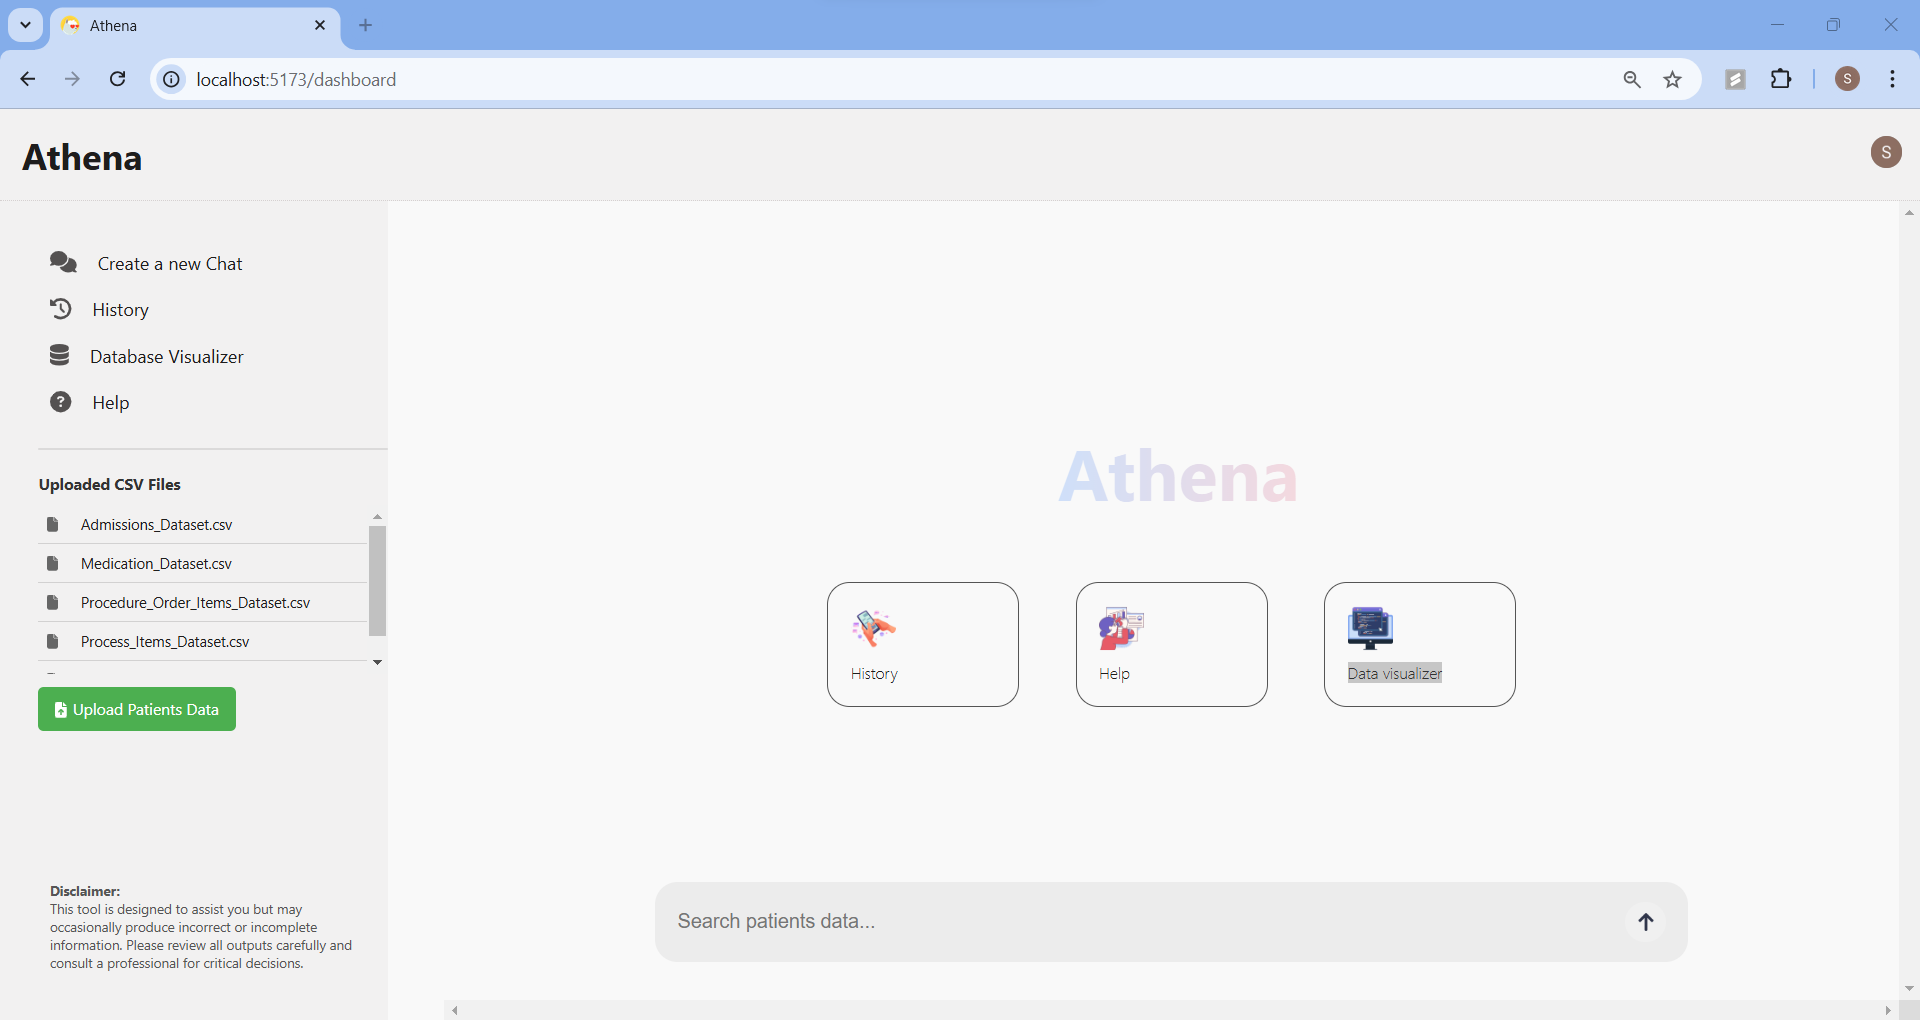 Athena
localhost:5173/dashboard
S
Athena
S
Create a new Chat
History
Database Visualizer
? Help
Uploaded CSV Files
Admissions_Dataset.csv
Medication_Dataset.csv
Procedure_Order_Items_Dataset.csv
Process_Items_Dataset.csv
Upload Patients Data
Disclaimer:
This tool is designed to assist you but may
occasionally produce incorrect or incomplete
information. Please review all outputs carefully and
consult a professional for critical decisions.
Athena
History
Help
Data visualizer
Search patients data...